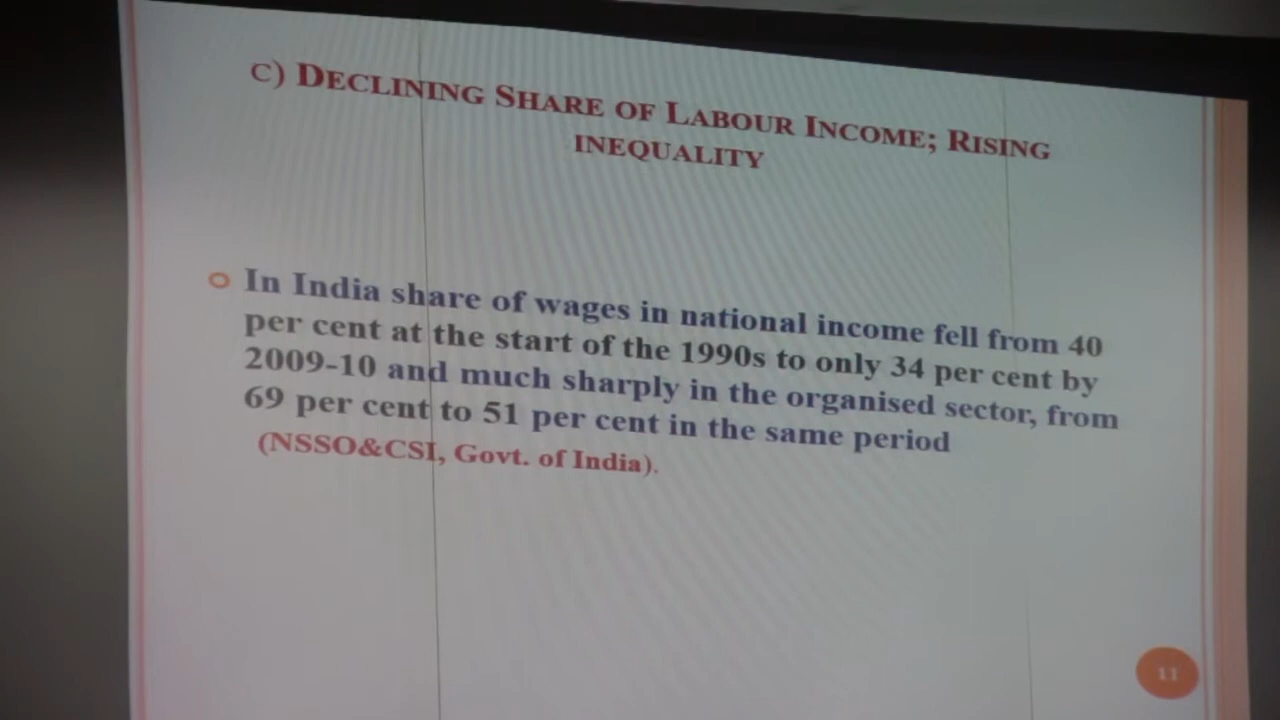 C) DECLINING SHARE OF LABOUR INCOME; RISING
INEQUALITY
In India share of wages in national income fell from 40
per cent at the start of the 1990s to only 34 per cent by
2009-10 and much sharply in the organised sector, from
69 per cent to 51 per cent in the same period
(NSSO&CSI, Govt. of India).
11